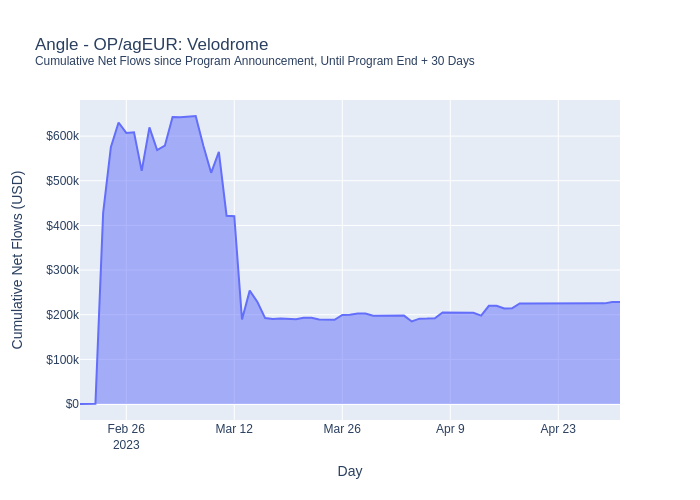 Angle - OP/agEUR: Velodrome
Cumulative Net Flows since Program Announcement, Until Program End + 30 Days
Cumulative Net Flows (USD)
$600k
$500k
$400k
$300k
$200k
$100k
$0
Feb 26
2023
Mar 12
Mar 26
Apr 9
Apr 23
Day